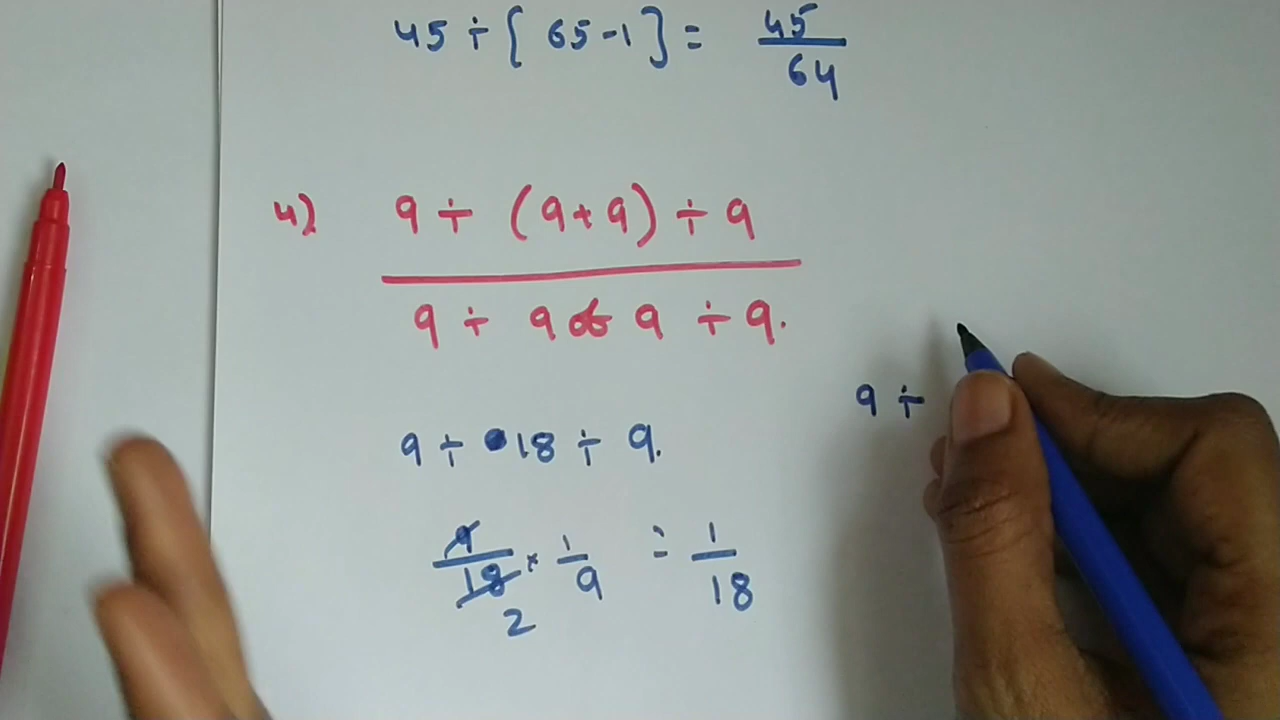 45 ÷ [ 65 - 1 ] = 45/64
4) 9 ÷ (9 + 9) ÷ 9
9 ÷ 9 of 9 ÷ 9.
9 ÷
9 ÷ 18 ÷ 9.
9/18 × 1/9 = 1/18
2